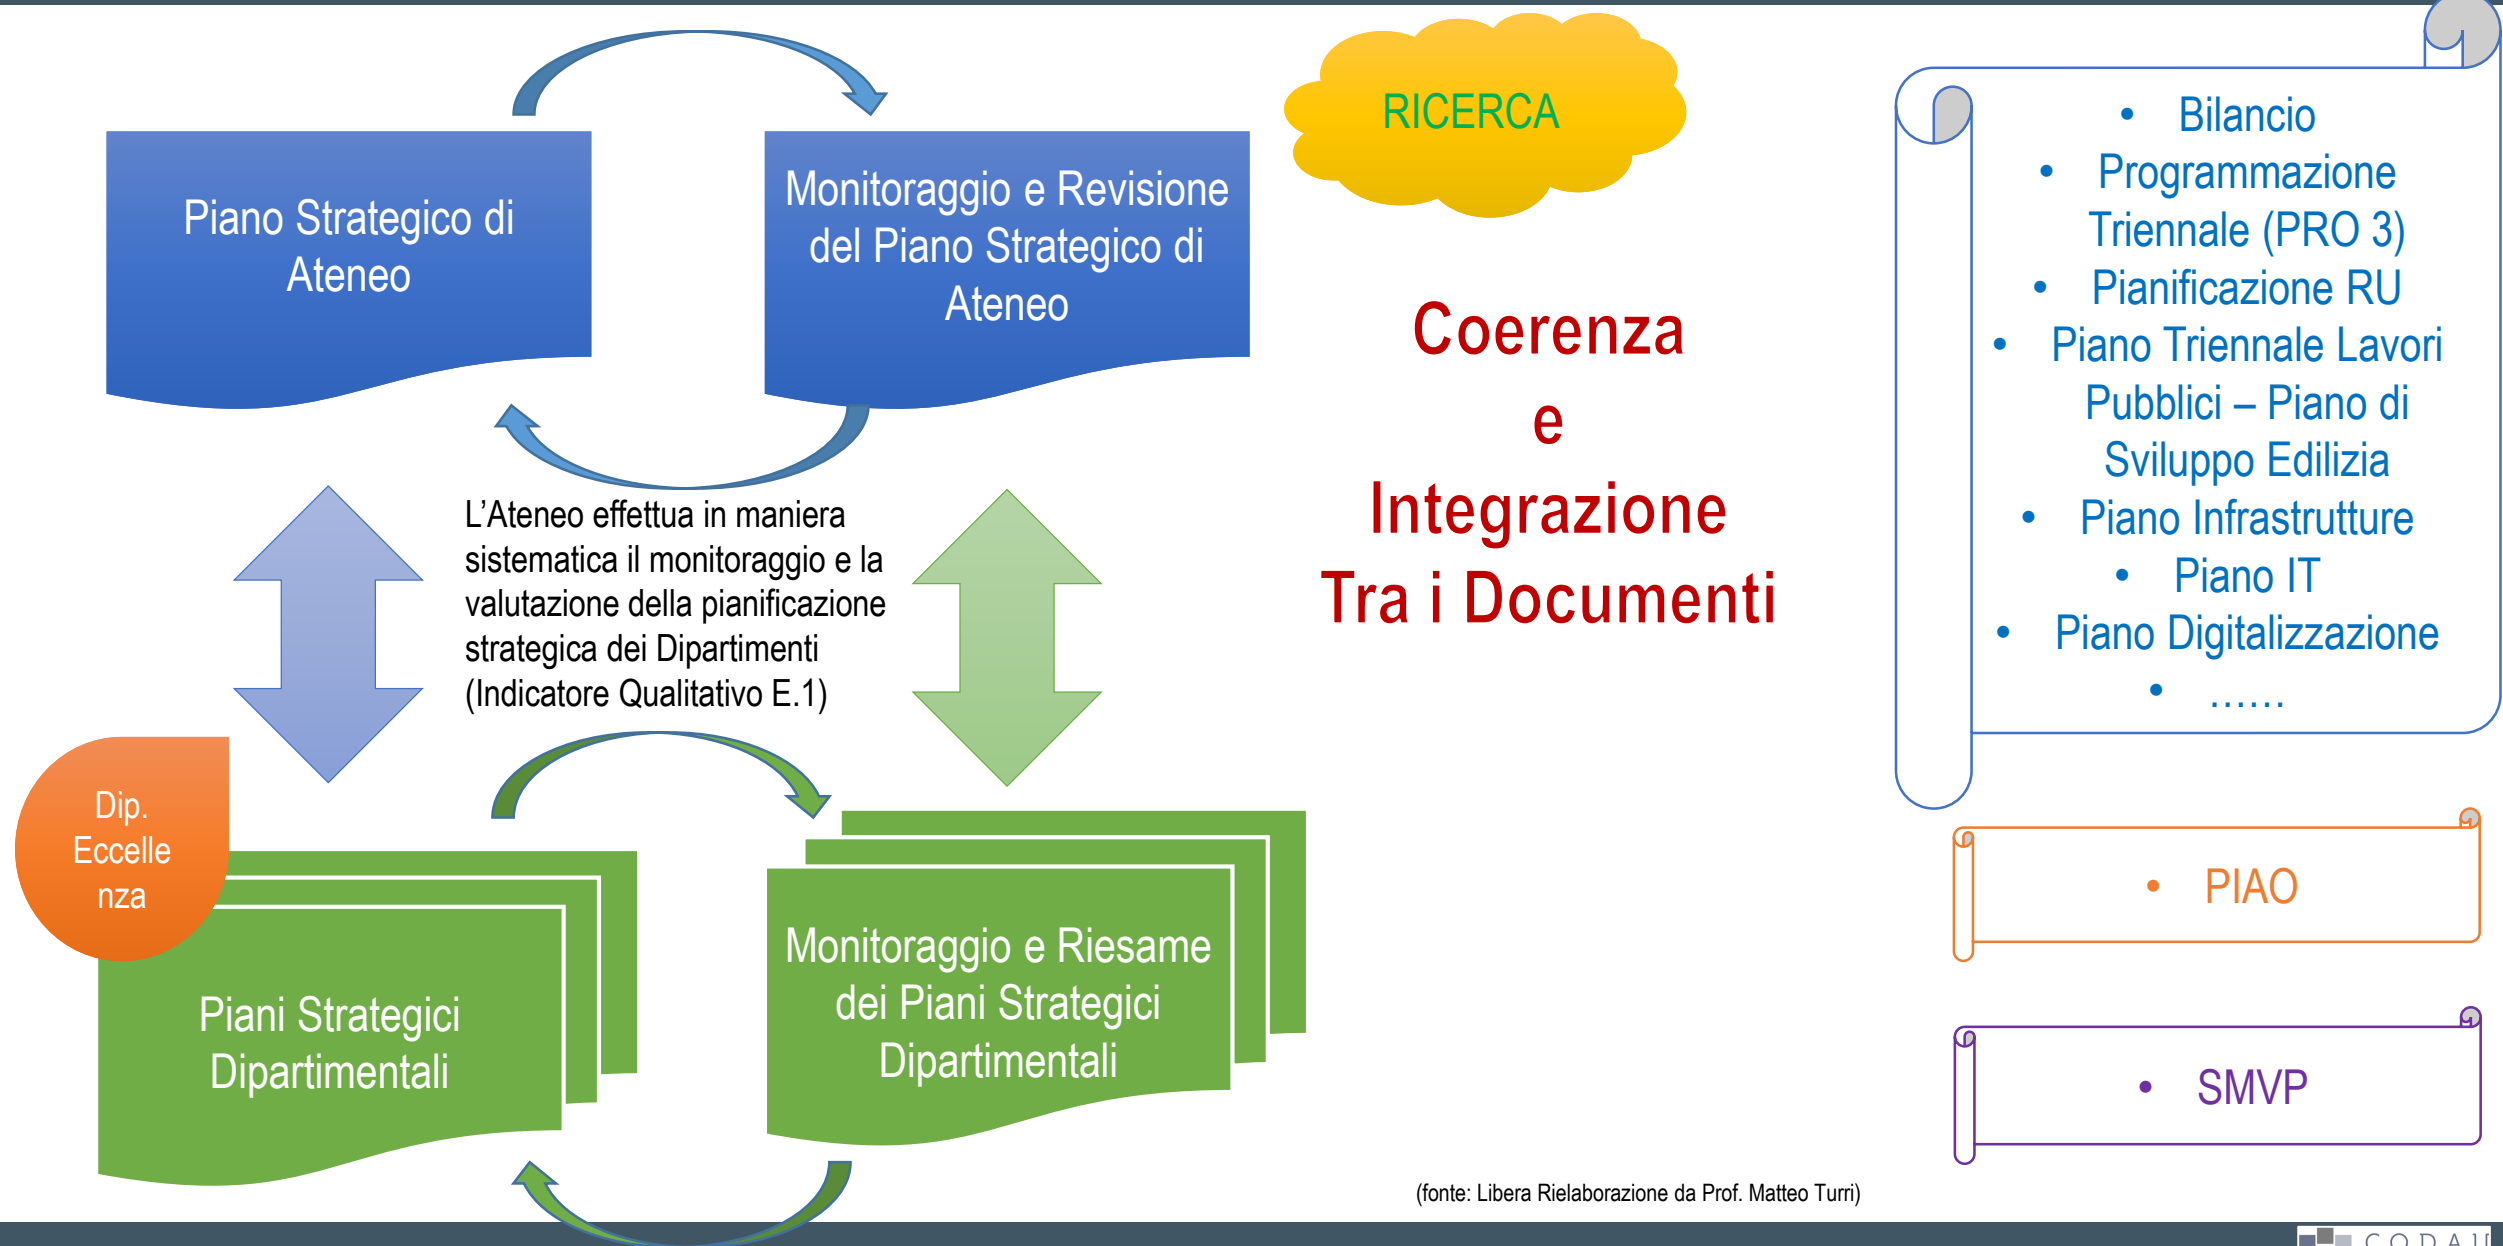 Piano Strategico di
Ateneo
Monitoraggio e Revisione
del Piano Strategico di
Ateneo
L’Ateneo effettua in maniera
sistematica il monitoraggio e la
valutazione della pianificazione
strategica dei Dipartimenti
(Indicatore Qualitativo E.1)
Dip.
Eccelle
nza
Piani Strategici
Dipartimentali
Monitoraggio e Riesame
dei Piani Strategici
Dipartimentali
RICERCA
Coerenza
e
Integrazione
Tra i Documenti
• Bilancio
• Programmazione
Triennale (PRO 3)
• Pianificazione RU
• Piano Triennale Lavori
Pubblici – Piano di
Sviluppo Edilizia
• Piano Infrastrutture
• Piano IT
• Piano Digitalizzazione
• ......
• PIAO
• SMVP
(fonte: Libera Rielaborazione da Prof. Matteo Turri)
CODAU